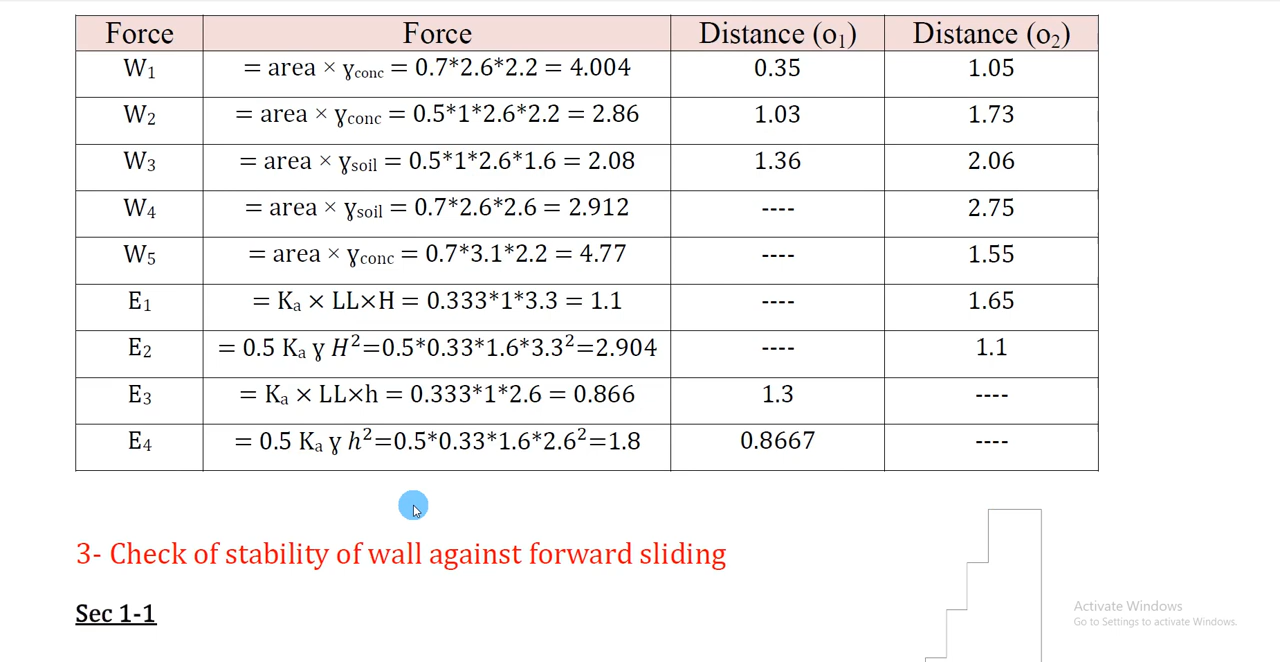 Force Force Distance (o₁) Distance (o₂)
W₁ = area × ɣconc = 0.7*2.6*2.2 = 4.004 0.35 1.05
W₂ = area × ɣconc = 0.5*1*2.6*2.2 = 2.86 1.03 1.73
W₃ = area × ɣsoil = 0.5*1*2.6*1.6 = 2.08 1.36 2.06
W₄ = area × ɣsoil = 0.7*2.6*2.6 = 2.912 ---- 2.75
W₅ = area × ɣconc = 0.7*3.1*2.2 = 4.77 ---- 1.55
E₁ = Kₐ × LL×H = 0.333*1*3.3 = 1.1 ---- 1.65
E₂ = 0.5 Kₐ ɣ H²=0.5*0.33*1.6*3.3²=2.904 ---- 1.1
E₃ = Kₐ × LL×h = 0.333*1*2.6 = 0.866 1.3 ----
E₄ = 0.5 Kₐ ɣ h²=0.5*0.33*1.6*2.6²=1.8 0.8667 ----
3- Check of stability of wall against forward sliding
Sec 1-1
Activate Windows
Go to Settings to activate Windows.